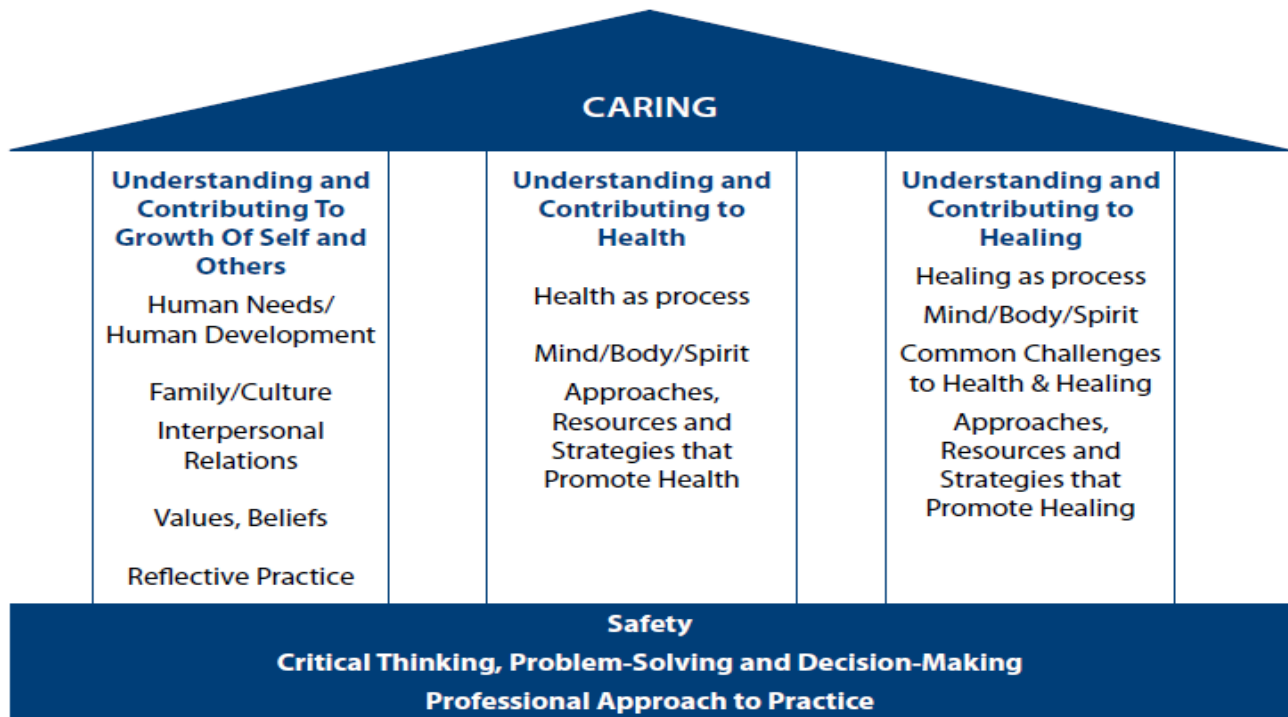 CARING
Understanding and
Contributing To
Growth Of Self and
Others
Human Needs/
Human Development
Family/Culture
Interpersonal
Relations
Values, Beliefs
Reflective Practice
Understanding and
Contributing to
Health
Health as process
Mind/Body/Spirit
Approaches,
Resources and
Strategies that
Promote Health
Understanding and
Contributing to
Healing
Healing as process
Mind/Body/Spirit
Common Challenges
to Health & Healing
Approaches,
Resources and
Strategies that
Promote Healing
Safety
Critical Thinking, Problem-Solving and Decision-Making
Professional Approach to Practice